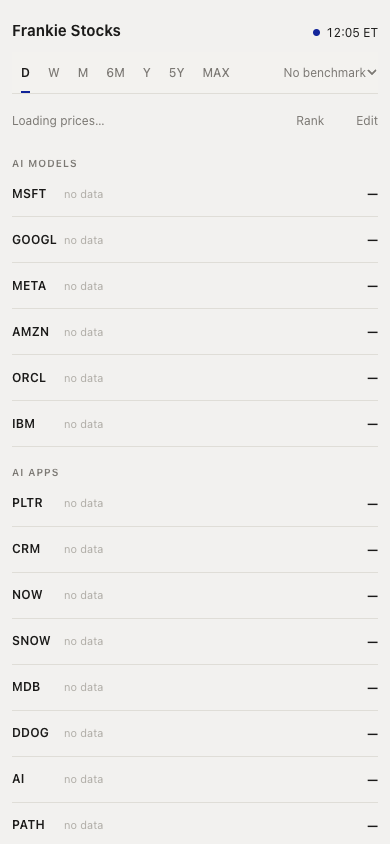 Frankie Stocks
12:05 ET
D W M 6M Y 5Y MAX No benchmark
Loading prices... Rank Edit
AI MODELS
MSFT no data —
GOOGL no data —
META no data —
AMZN no data —
ORCL no data —
IBM no data —
AI APPS
PLTR no data —
CRM no data —
NOW no data —
SNOW no data —
MDB no data —
DDOG no data —
AI no data —
PATH no data —